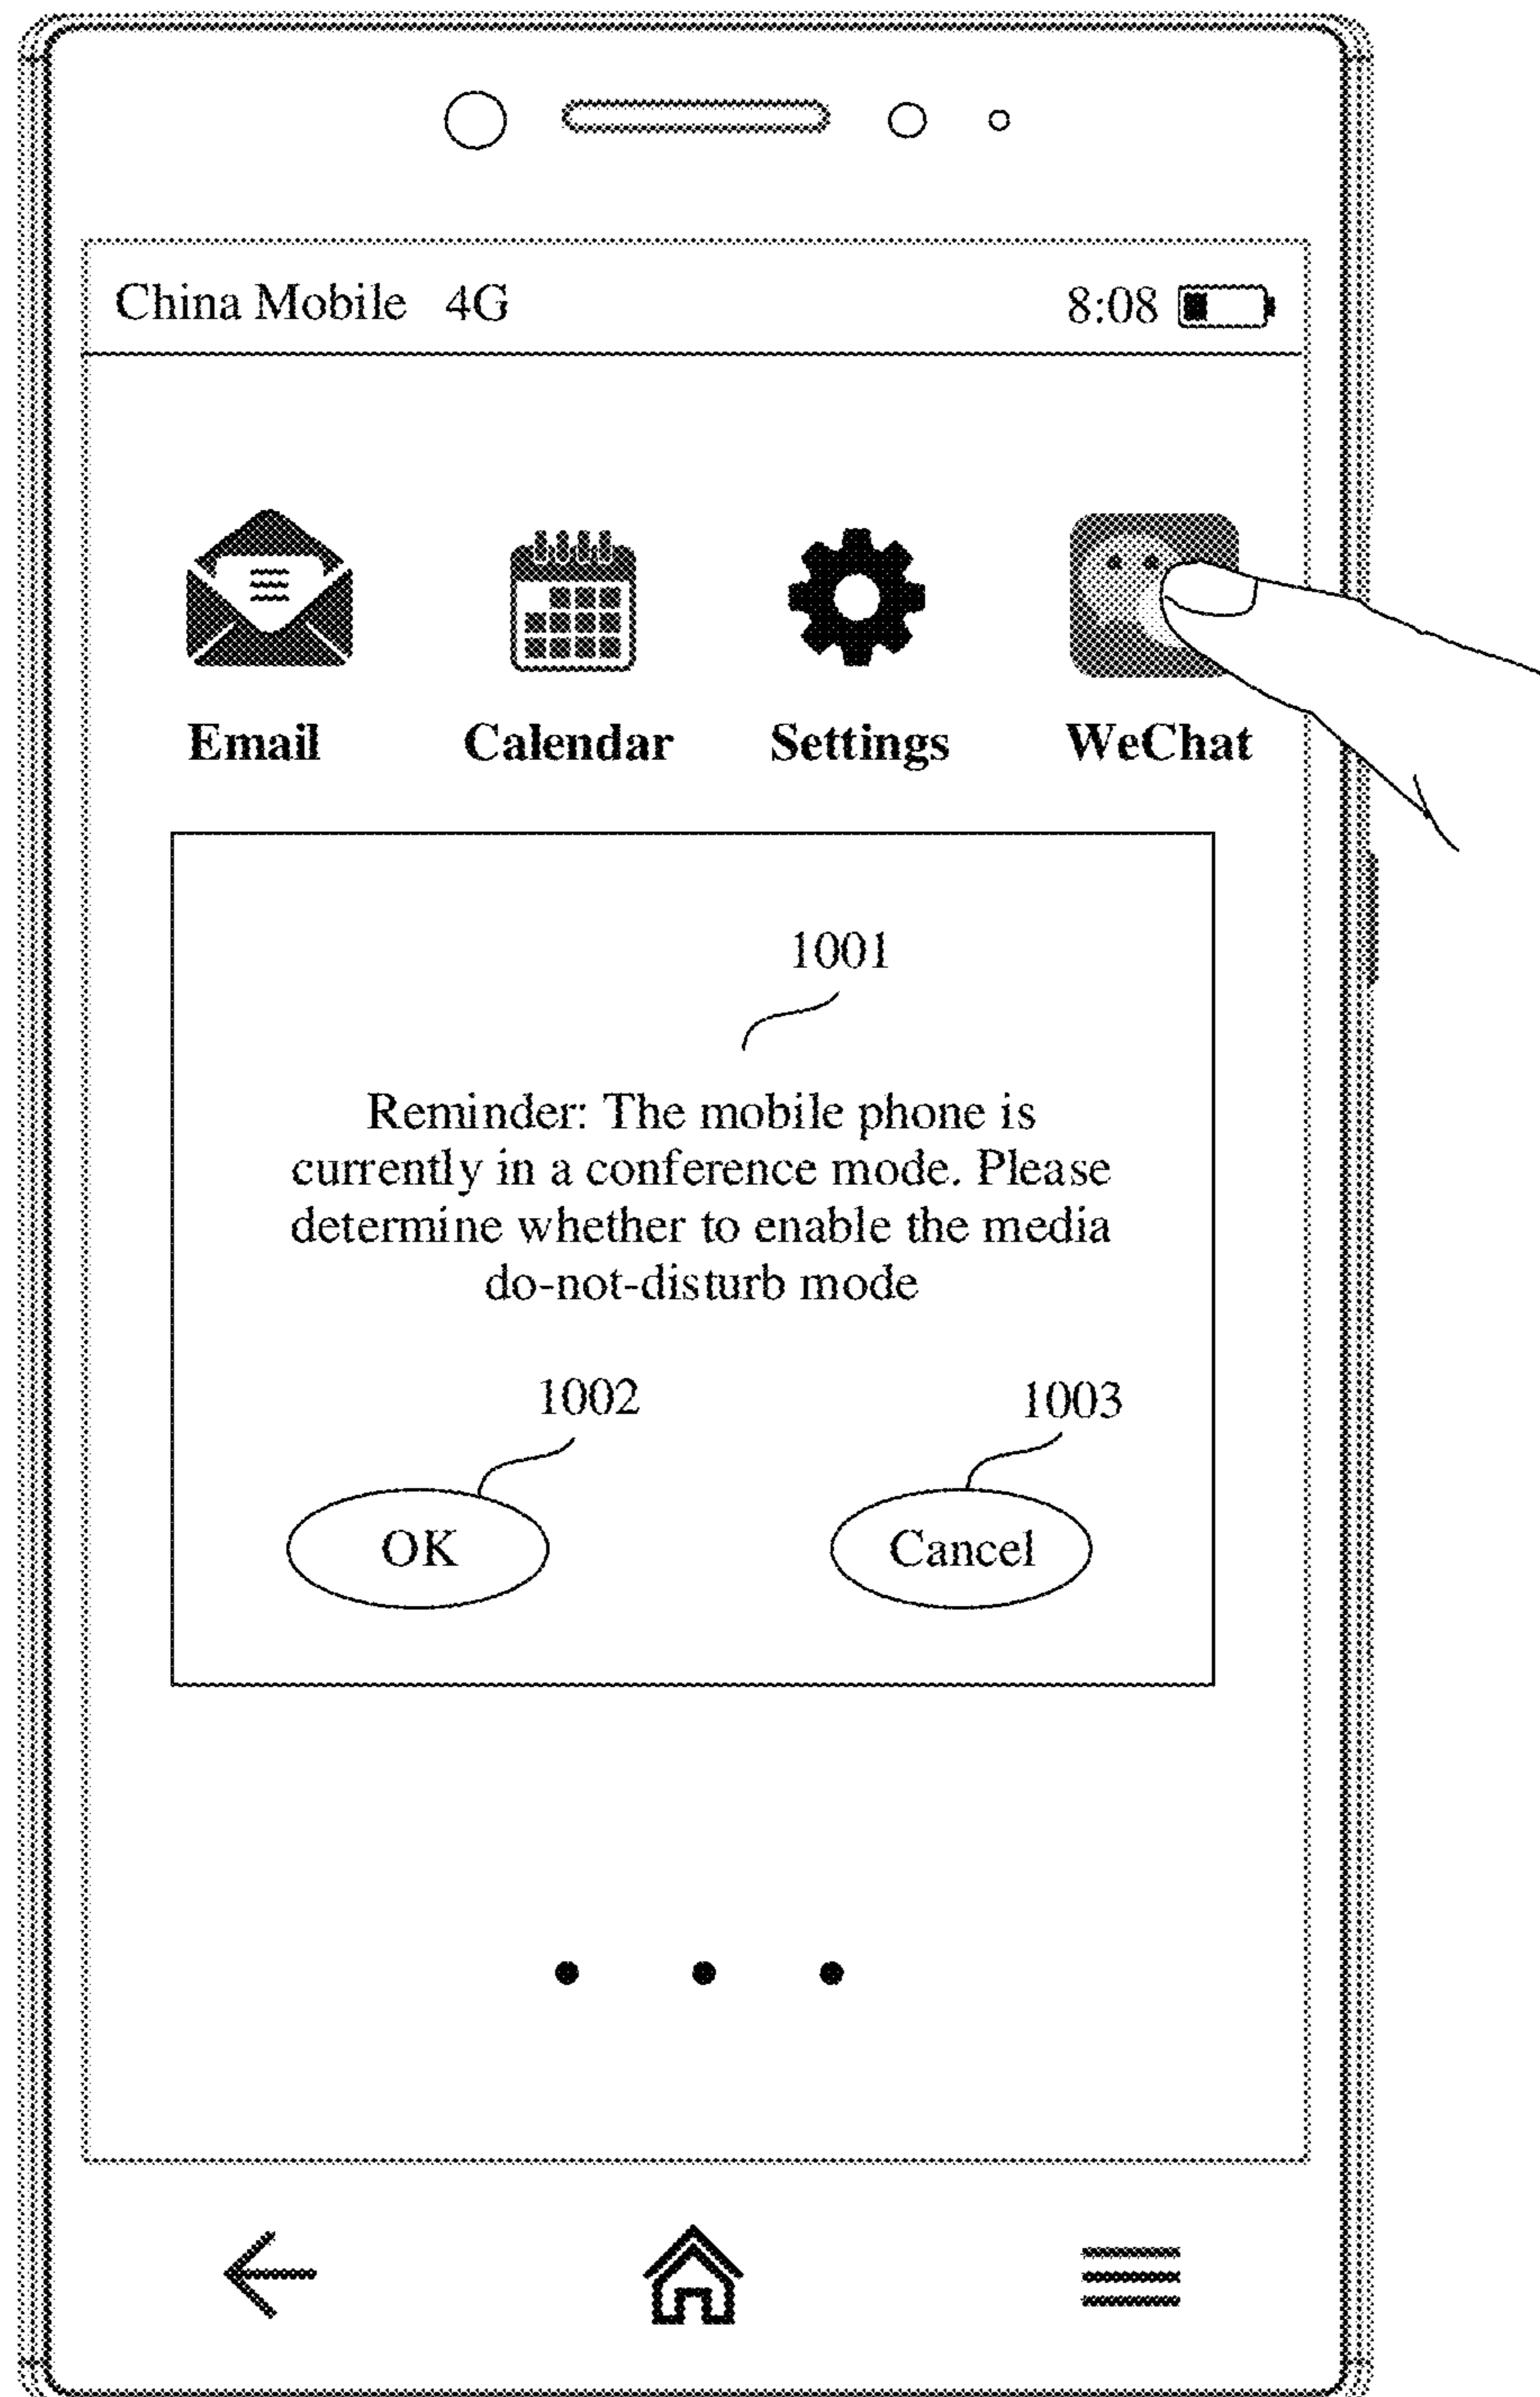 China Mobile 4G 8:08
Email Calendar Settings WeChat
1001
Reminder: The mobile phone is
currently in a conference mode. Please
determine whether to enable the media
do-not-disturb mode
1002 1003
OK Cancel